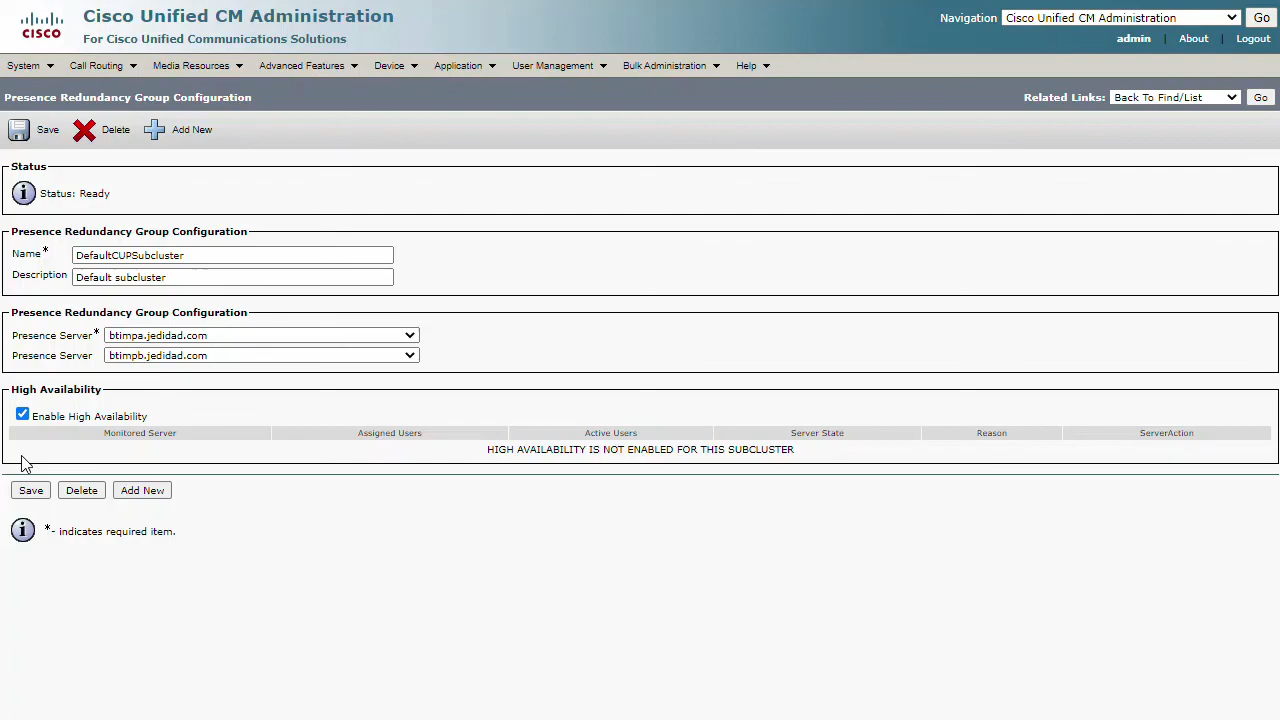 Cisco Unified CM Administration
For Cisco Unified Communications Solutions
CISCO
Navigation Cisco Unified CM Administration Go
admin | About | Logout
System Call Routing Media Resources Advanced Features Device Application User Management Bulk Administration Help
Presence Redundancy Group Configuration
Related Links: Back To Find/List Go
Save Delete Add New
Status
Status: Ready
Presence Redundancy Group Configuration
Name* DefaultCUPSubcluster
Description Default subcluster
Presence Redundancy Group Configuration
Presence Server* btimpa.jedidad.com
Presence Server btimpb.jedidad.com
High Availability
Enable High Availability
Monitored Server Assigned Users Active Users Server State Reason ServerAction
HIGH AVAILABILITY IS NOT ENABLED FOR THIS SUBCLUSTER
Save Delete Add New
*- indicates required item.